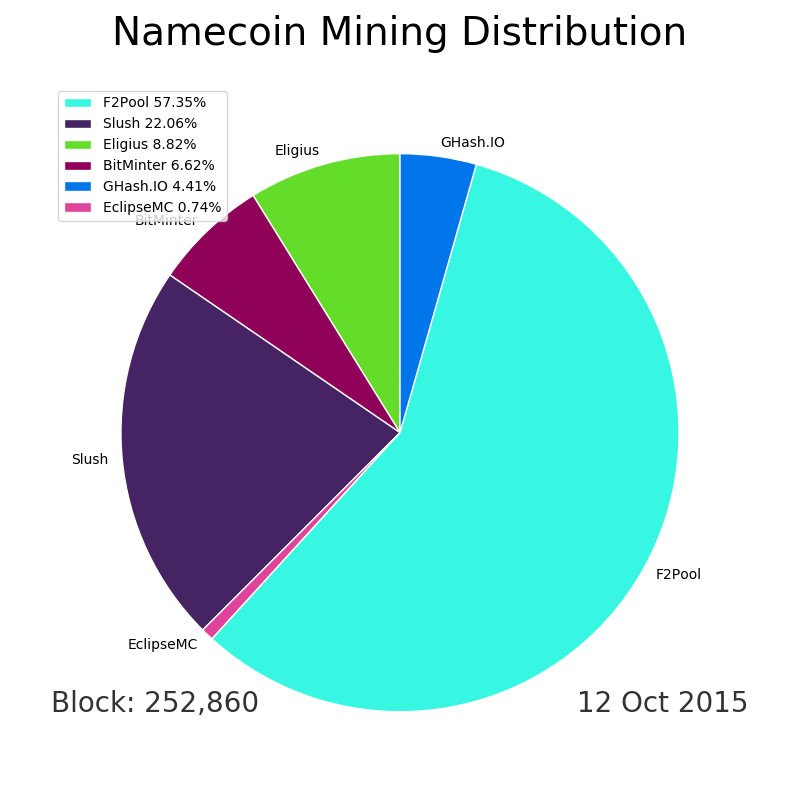 Namecoin Mining Distribution
F2Pool 57.35%
Slush 22.06%
Eligius 8.82%
BitMinter 6.62%
GHash.IO 4.41%
EclipseMC 0.74%
GHash.IO
Eligius
BitMinter
Slush
F2Pool
EclipseMC
Block: 252,860
12 Oct 2015